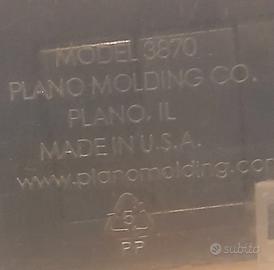 MODEL 3870
PLANO MOLDING CO.
PLANO, IL
MADE IN U.S.A.
www.planomolding.com
5
PP
subito